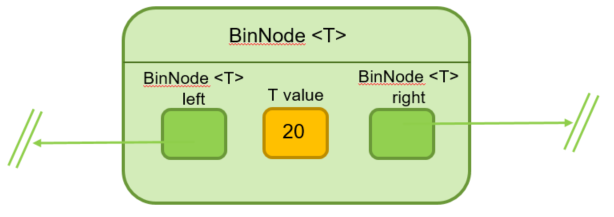 BinNode <T>
BinNode <T>
left
T value
BinNode <T>
right
20